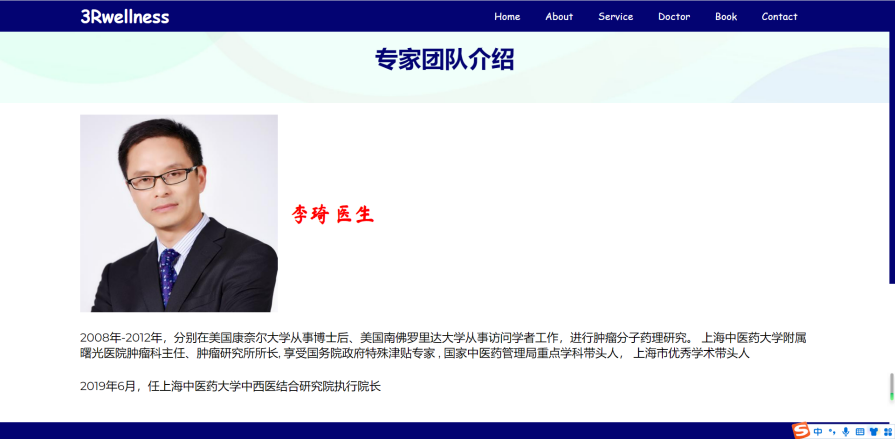 3Rwellness
Home About Service Doctor Book Contact
专家团队介绍
李琦 医生
2008年-2012年，分别在美国康奈尔大学从事博士后、美国南佛罗里达大学从事访问学者工作，进行肿瘤分子药理研究。 上海中医药大学附属
曙光医院肿瘤科主任、肿瘤研究所所长, 享受国务院政府特殊津贴专家 , 国家中医药管理局重点学科带头人， 上海市优秀学术带头人
2019年6月，任上海中医药大学中西医结合研究院执行院长
中